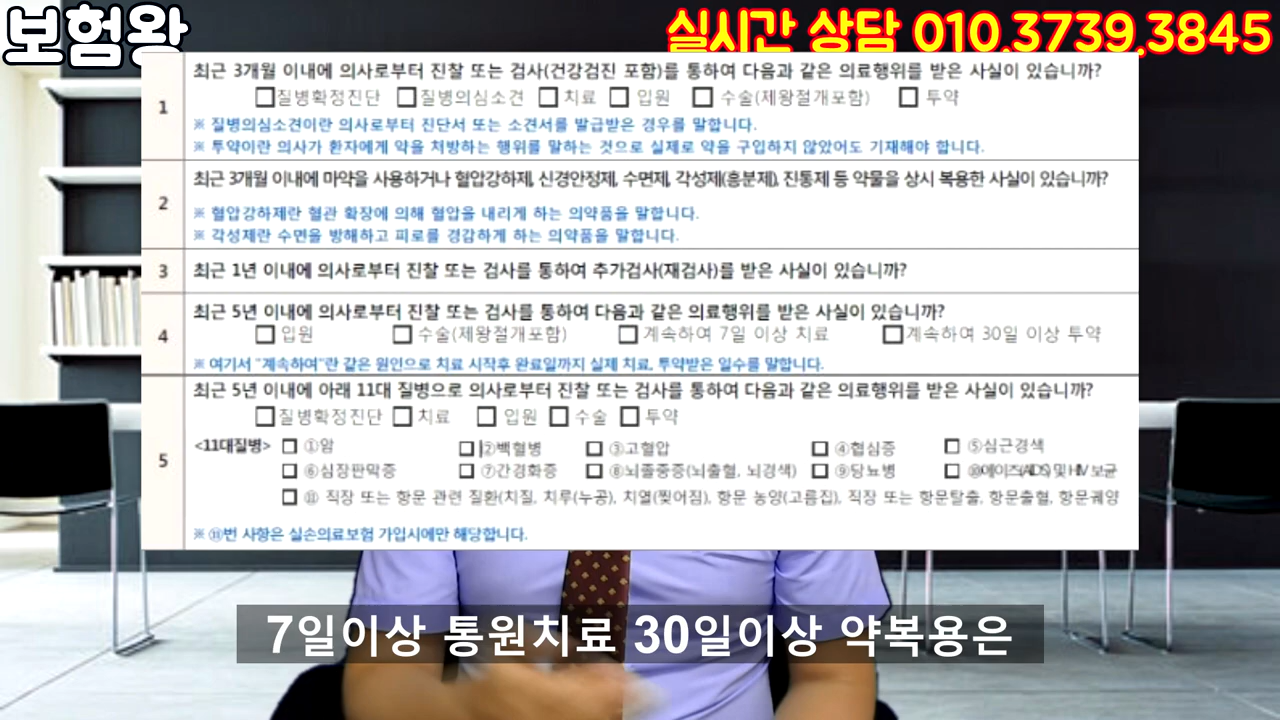 보험왕
실시간 상담 010.3739.3845
1
최근 3개월 이내에 의사로부터 진찰 또는 검사(건강검진 포함)를 통하여 다음과 같은 의료행위를 받은 사실이 있습니까?
□질병확정진단 □질병의심소견 □치료 □ 입원 □ 수술(제왕절개포함) □ 투약
※ 질병의심소견이란 의사로부터 진단서 또는 소견서를 발급받은 경우를 말합니다.
※ 투약이란 의사가 환자에게 약을 처방하는 행위를 말하는 것으로 실제로 약을 구입하지 않았어도 기재해야 합니다.
2
최근 3개월 이내에 마약을 사용하거나 혈압강하제, 신경안정제, 수면제, 각성제(흥분제), 진통제 등 약물을 상시 복용한 사실이 있습니까?
※ 혈압강하제란 혈관 확장에 의해 혈압을 내리게 하는 의약품을 말합니다.
※ 각성제란 수면을 방해하고 피로를 경감하게 하는 의약품을 말합니다.
3
최근 1년 이내에 의사로부터 진찰 또는 검사를 통하여 추가검사(재검사)를 받은 사실이 있습니까?
4
최근 5년 이내에 의사로부터 진찰 또는 검사를 통하여 다음과 같은 의료행위를 받은 사실이 있습니까?
□ 입원 □ 수술(제왕절개포함) □ 계속하여 7일 이상 치료 □계속하여 30일 이상 투약
※ 여기서 "계속하여"란 같은 원인으로 치료 시작후 완료일까지 실제 치료, 투약받은 일수를 말합니다.
5
최근 5년 이내에 아래 11대 질병으로 의사로부터 진찰 또는 검사를 통하여 다음과 같은 의료행위를 받은 사실이 있습니까?
□질병확정진단 □ 치료 □ 입원 □ 수술 □ 투약
<11대질병> □ ①암 □ ②백혈병 □ ③고혈압 □ ④협심증 □ ⑤심근경색
□ ⑥심장판막증 □ ⑦간경화증 □ ⑧뇌졸중증(뇌출혈, 뇌경색) □ ⑨당뇨병 □ ⑩에이즈(AIDS) 및 HIV 보균
□ ⑪ 직장 또는 항문 관련 질환(치질, 치루(누공), 치열(찢어짐), 항문 농양(고름집), 직장 또는 항문탈출, 항문출혈, 항문궤양
※ ⑪번 사항은 실손의료보험 가입시에만 해당합니다.
7일이상 통원치료 30일이상 약복용은